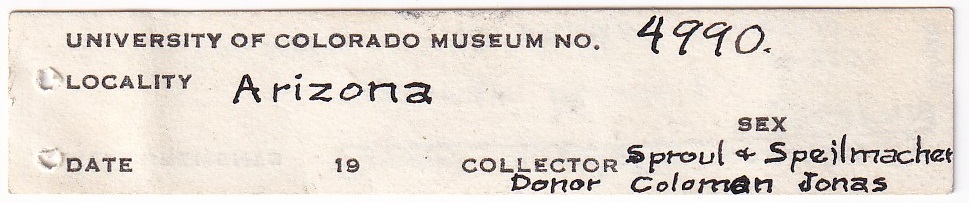 UNIVERSITY OF COLORADO MUSEUM NO. 4990.
LOCALITY Arizona
SEX
DATE 19 COLLECTOR Sproul & Speilmacher
Donor Coloman Jonas